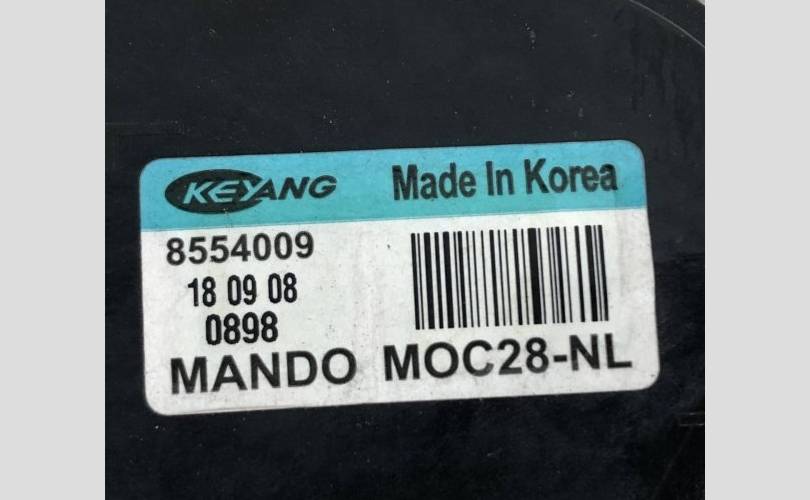 KEYANG Made In Korea
8554009
18 09 08
0898
MANDO MOC28-NL